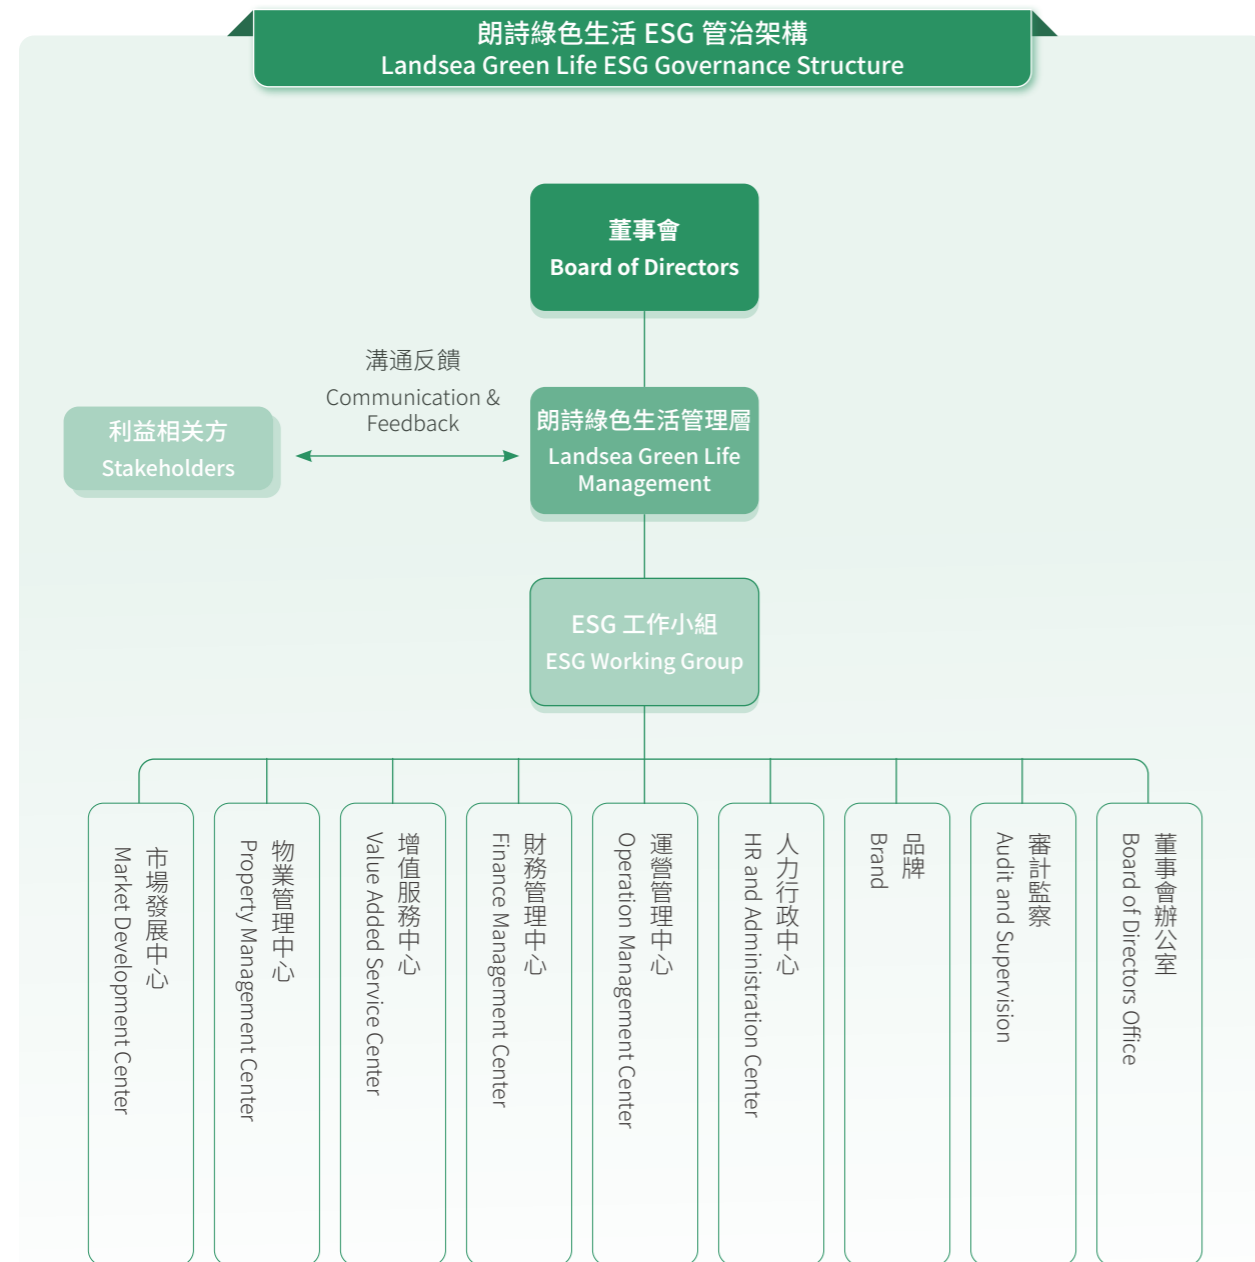 朗詩綠色生活 ESG 管治架構
Landsea Green Life ESG Governance Structure
董事會
Board of Directors
溝通反饋
Communication &
Feedback
利益相关方
Stakeholders
朗詩綠色生活管理層
Landsea Green Life
Management
ESG 工作小組
ESG Working Group
市場發展中心
Market Development Center
物業管理中心
Property Management Center
增值服務中心
Value Added Service Center
財務管理中心
Finance Management Center
運營管理中心
Operation Management Center
人力行政中心
HR and Administration Center
品牌
Brand
審計監察
Audit and Supervision
董事會辦公室
Board of Directors Office